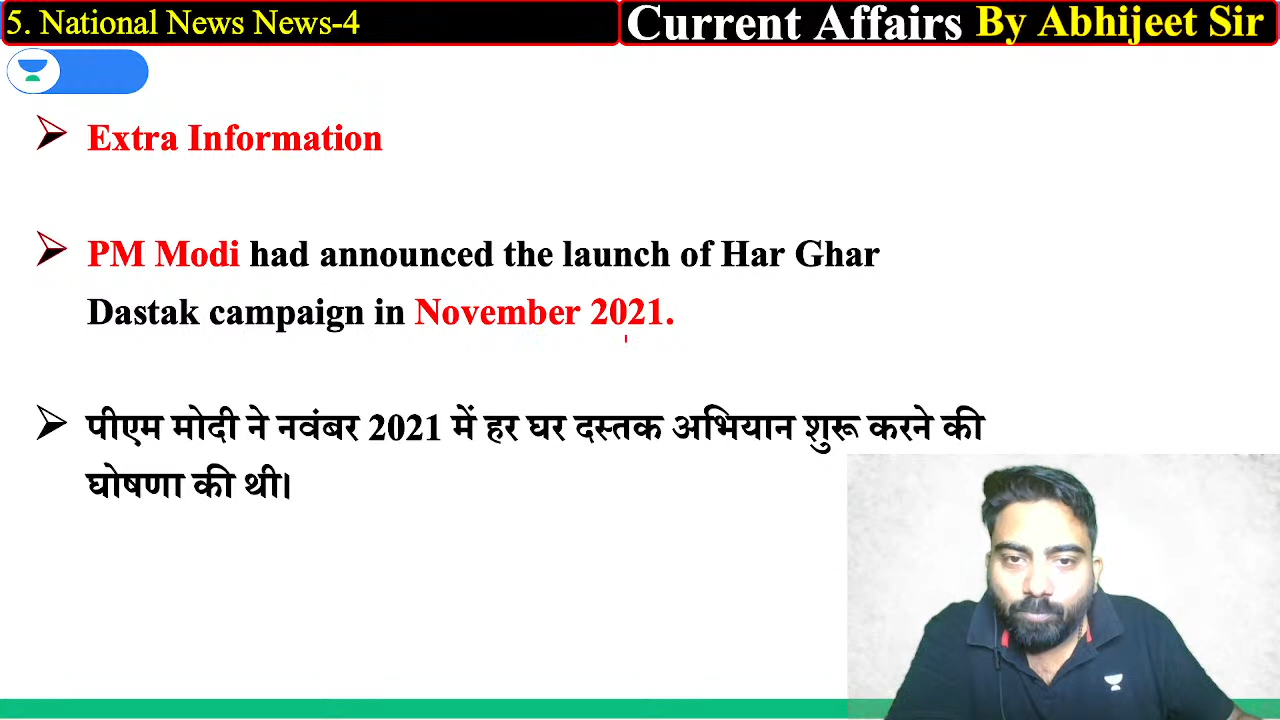 5. National News News-4
Current Affairs By Abhijeet Sir
Extra Information
PM Modi had announced the launch of Har Ghar
Dastak campaign in November 2021.
पीएम मोदी ने नवंबर 2021 में हर घर दस्तक अभियान शुरू करने की
घोषणा की थी।